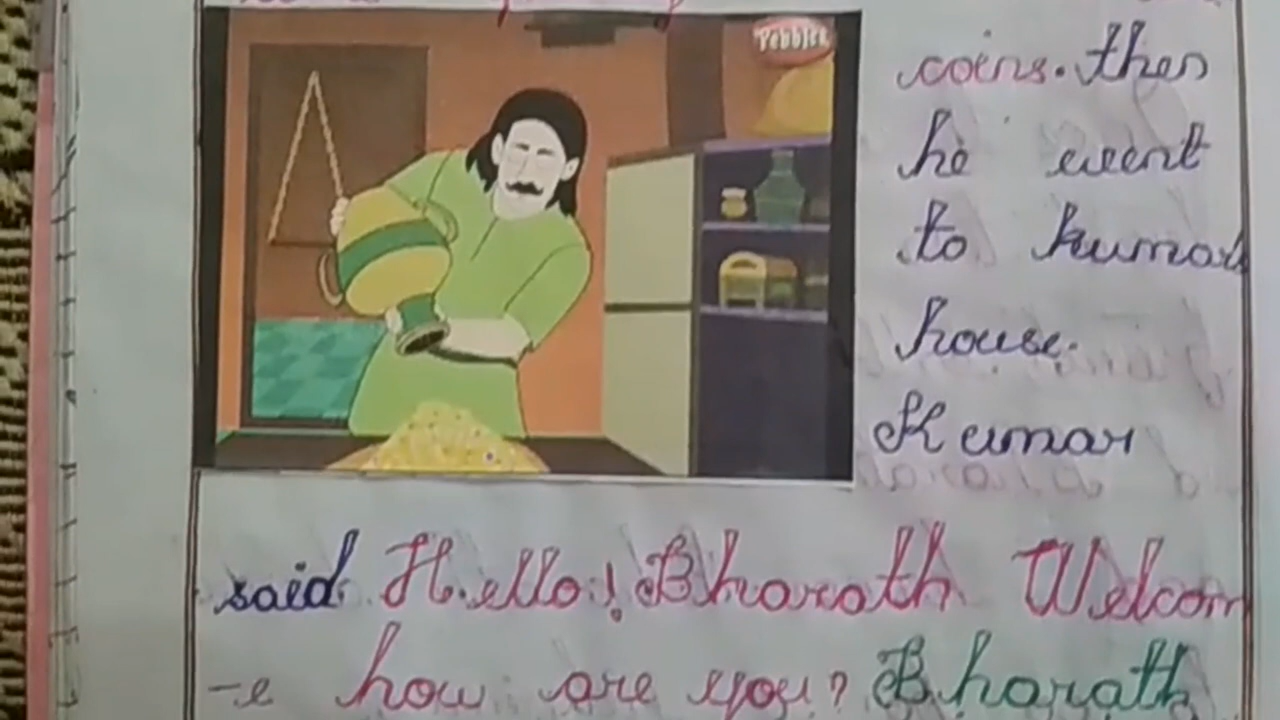 Pebbles
coins. then
he went
to kumar
house.
Kumar
said. Hello! Bharath Welcom
-e how are you? Bharath